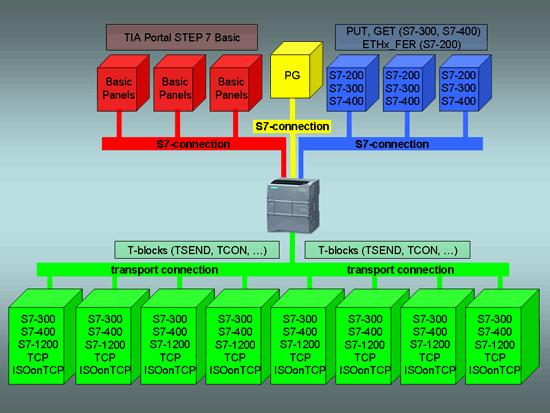 TIA Portal STEP 7 Basic
PUT, GET (S7-300, S7-400)
ETHx_FER (S7-200)
Basic
Panels
Basic
Panels
Basic
Panels
PG
S7-200
S7-300
S7-400
S7-200
S7-300
S7-400
S7-200
S7-300
S7-400
S7-connection
S7-connection
S7-connection
T-blocks (TSEND, TCON, ...)
T-blocks (TSEND, TCON, ...)
transport connection
transport connection
S7-300
S7-400
S7-1200
TCP
ISOonTCP
S7-300
S7-400
S7-1200
TCP
ISOonTCP
S7-300
S7-400
S7-1200
TCP
ISOonTCP
S7-300
S7-400
S7-1200
TCP
ISOonTCP
S7-300
S7-400
S7-1200
TCP
ISOonTCP
S7-300
S7-400
S7-1200
TCP
ISOonTCP
S7-300
S7-400
S7-1200
TCP
ISOonTCP
S7-300
S7-400
S7-1200
TCP
ISOonTCP